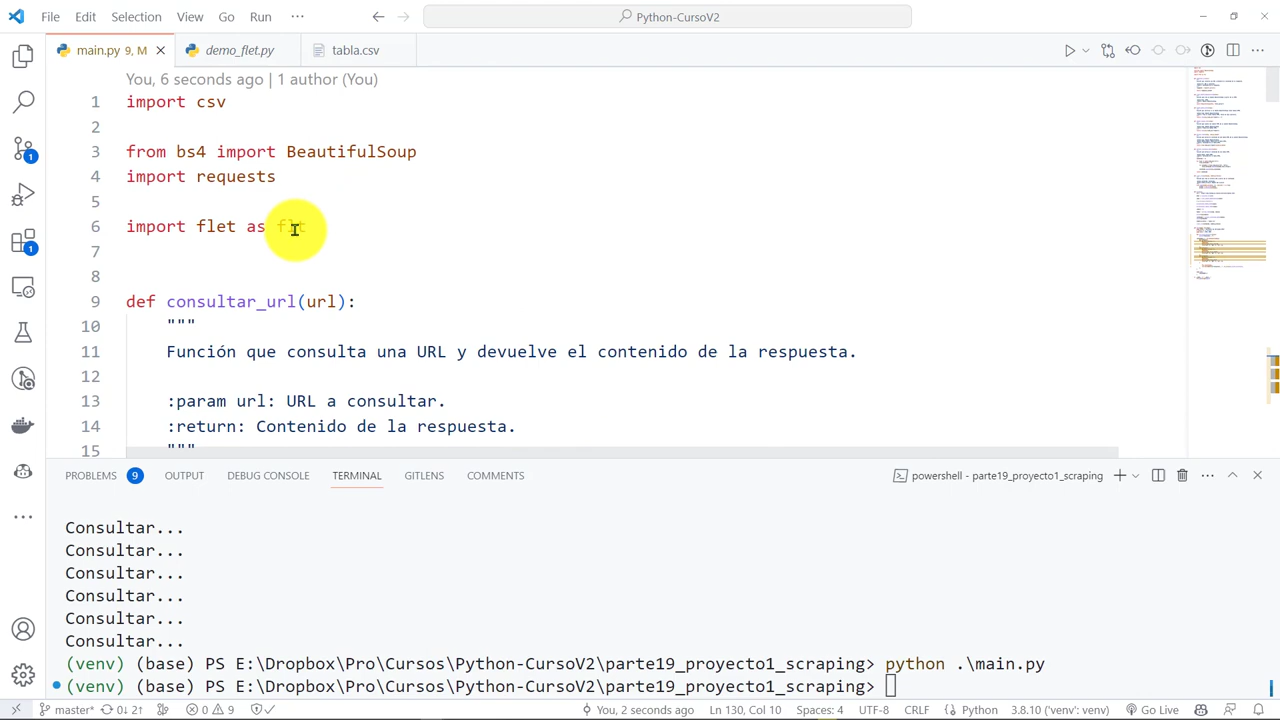 File Edit Selection View Go Run ··· Python-CursoV2
main.py 9, M demo_flet.py tabla.csv
You, 6 seconds ago | 1 author (You)
1 import csv
2
3 from bs4 import BeautifulSoup
4 import requests
5
6 import flet as ft
7
8
9 def consultar_url(url):
10 """
11 Función que consulta una URL y devuelve el contenido de la respuesta.
12
13 :param url: URL a consultar.
14 :return: Contenido de la respuesta.
15 """
PROBLEMS 9 OUTPUT DEBUG CONSOLE TERMINAL GITLENS COMMENTS powershell - parte19_proyecto1_scraping
Consultar...
Consultar...
Consultar...
Consultar...
Consultar...
Consultar...
(venv) (base) PS E:\Dropbox\Pro\Cursos\Python-CursoV2\parte19_proyecto1_scraping> python .\main.py
(venv) (base) PS E:\Dropbox\Pro\Cursos\Python-CursoV2\parte19_proyecto1_scraping>
master* 0↓ 2↑ 0 9 You, 2 seconds ago Ln 130, Col 10 Spaces: 4 UTF-8 CRLF Python 3.8.10 ('venv': venv) Go Live